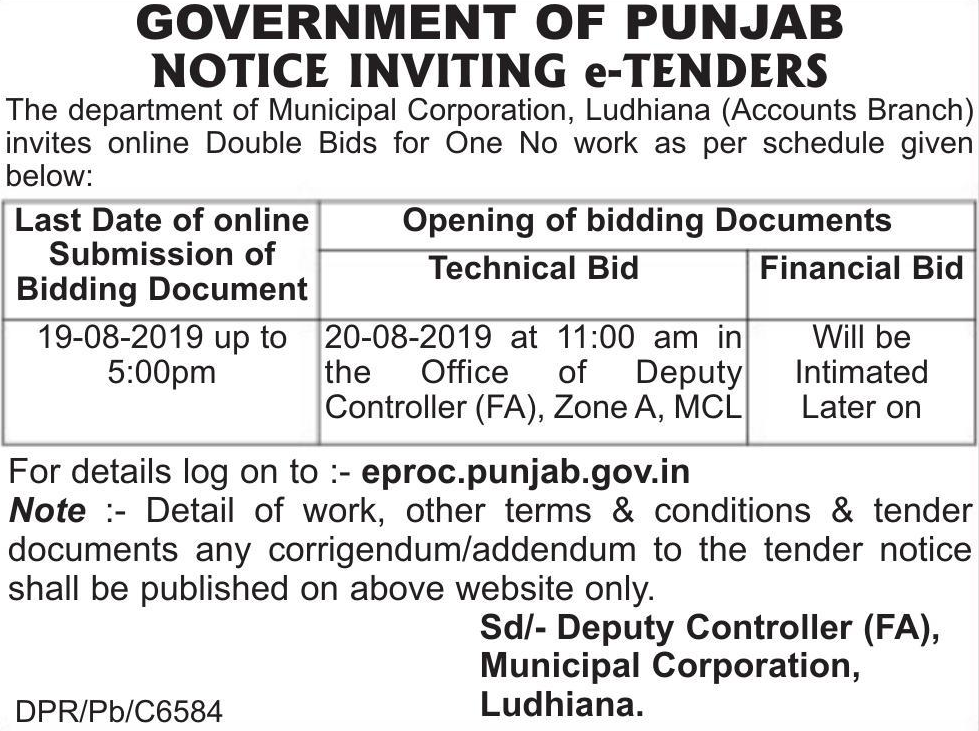 GOVERNMENT OF PUNJAB
NOTICE INVITING e-TENDERS
The department of Municipal Corporation, Ludhiana (Accounts Branch)
invites online Double Bids for One No work as per schedule given
below:
Last Date of online
Submission of
Bidding Document
Opening of bidding Documents
Technical Bid
Financial Bid
19-08-2019 up to
5:00pm
20-08-2019 at 11:00 am in
the Office of Deputy
Controller (FA), Zone A, MCL
Will be
Intimated
Later on
For details log on to :- eproc.punjab.gov.in
Note :- Detail of work, other terms & conditions & tender
documents any corrigendum/addendum to the tender notice
shall be published on above website only.
Sd/- Deputy Controller (FA),
Municipal Corporation,
Ludhiana.
DPR/Pb/C6584